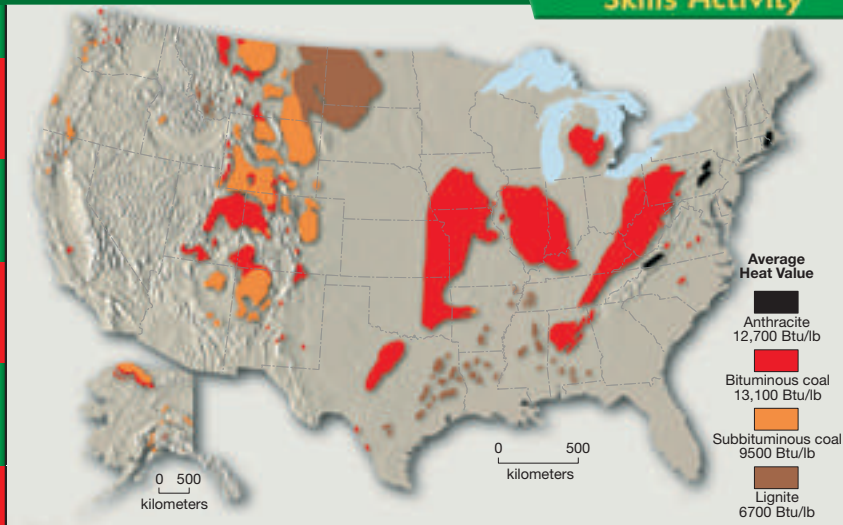 Skills Activity
Average
Heat Value
Anthracite
12,700 Btu/lb
Bituminous coal
13,100 Btu/lb
Subbituminous coal
9500 Btu/lb
Lignite
6700 Btu/lb
0 500
kilometers
0 500
kilometers